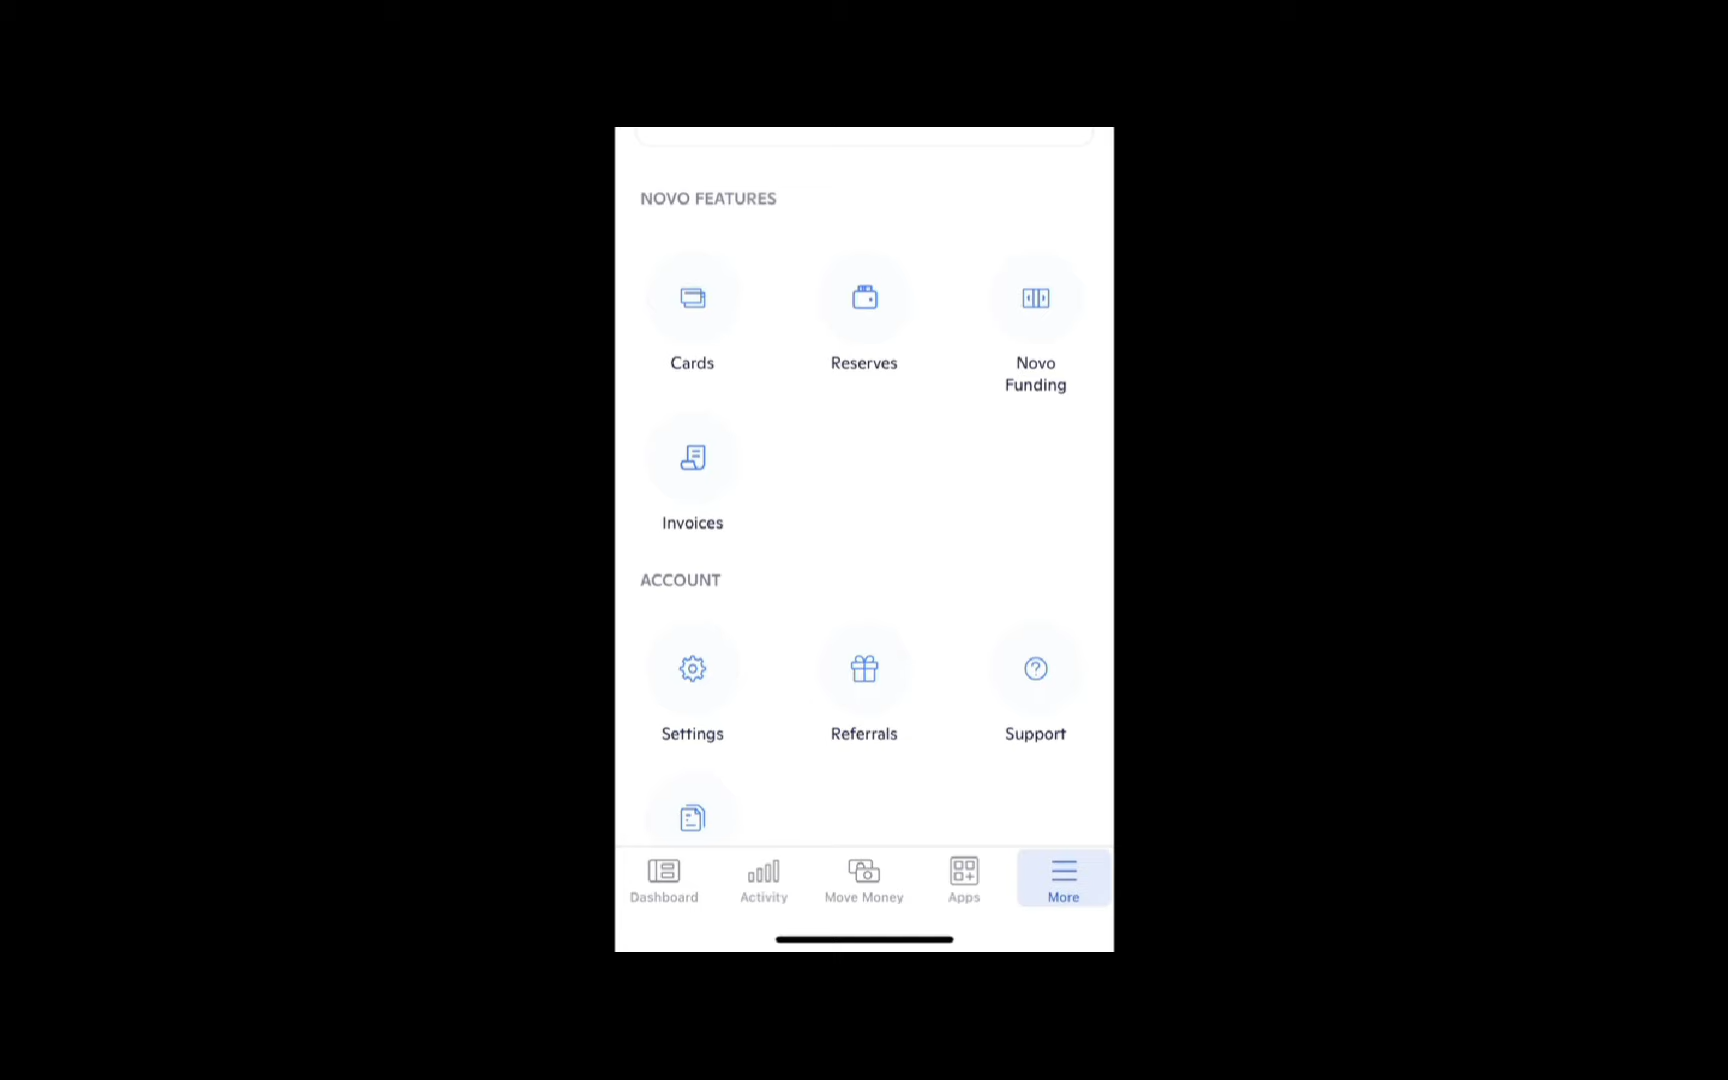 NOVO FEATURES
Cards
Reserves
Novo
Funding
Invoices
ACCOUNT
Settings
Referrals
Support
Dashboard
Activity
Move Money
Apps
More